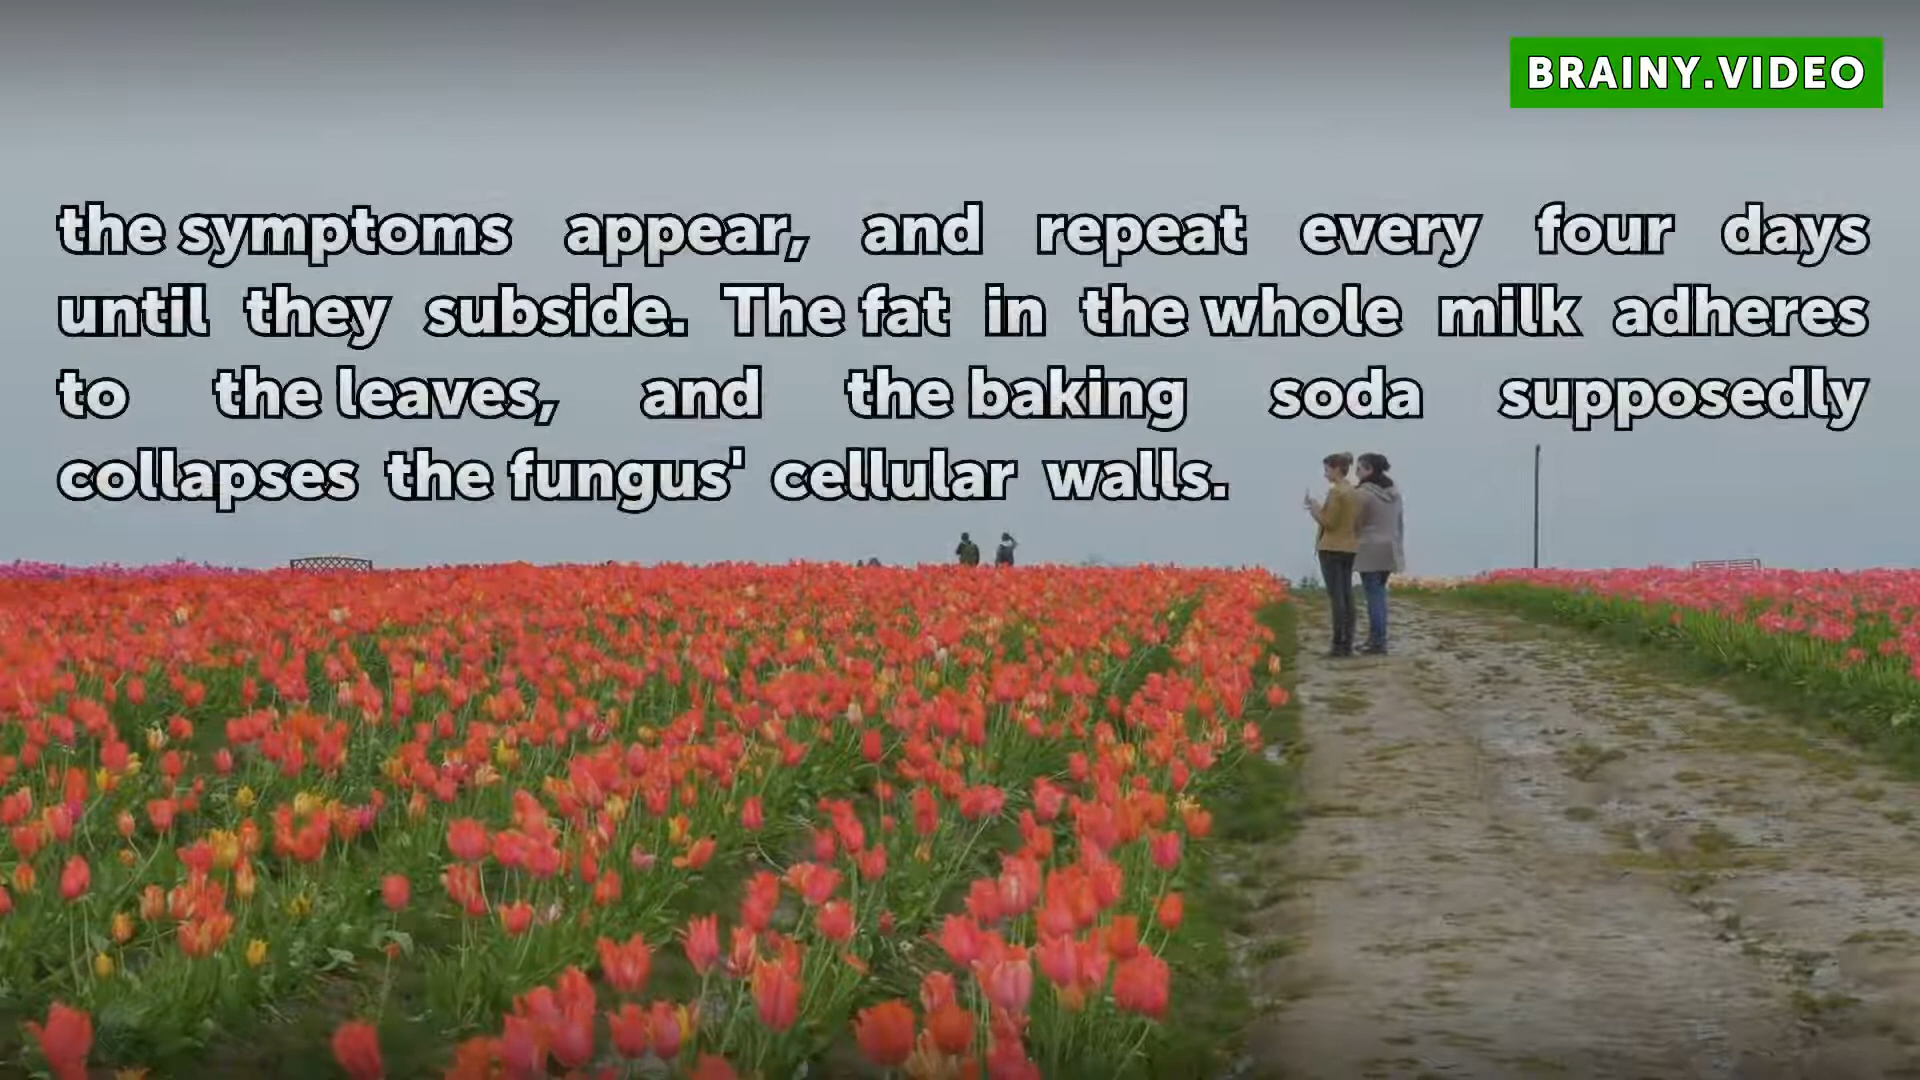 BRAINY.VIDEO
the symptoms appear, and repeat every four days
until they subside. The fat in the whole milk adheres
to the leaves, and the baking soda supposedly
collapses the fungus' cellular walls.